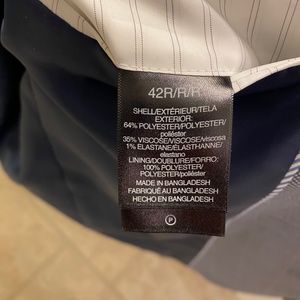 42R/R/R
SHELL/EXTÉRIEUR/TELA
EXTERIOR:
64% POLYESTER/POLYESTER/
poliéster
35% VISCOSE/VISCOSE/viscosa
1% ELASTANE/ÉLASTHANNE/
elastano
LINING/DOUBLURE/FORRO:
100% POLYESTER/
POLYESTER/poliéster
MADE IN BANGLADESH
FABRIQUÉ AU BANGLADESH
HECHO EN BANGLADESH
P